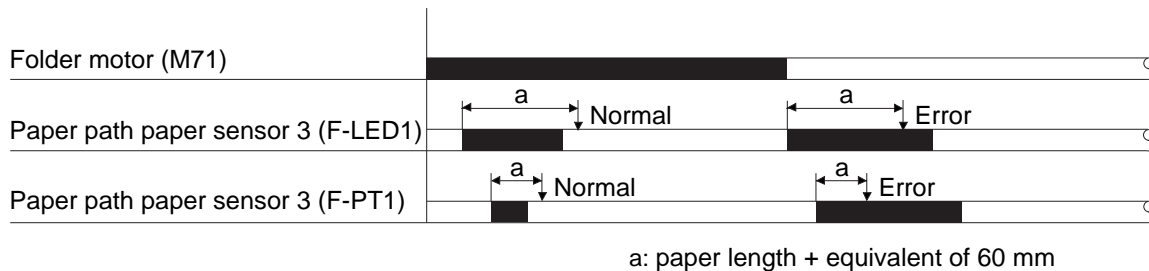 Folder motor (M71)
a a
Normal Error
Paper path paper sensor 3 (F-LED1)
a a
Normal Error
Paper path paper sensor 3 (F-PT1)
a: paper length + equivalent of 60 mm